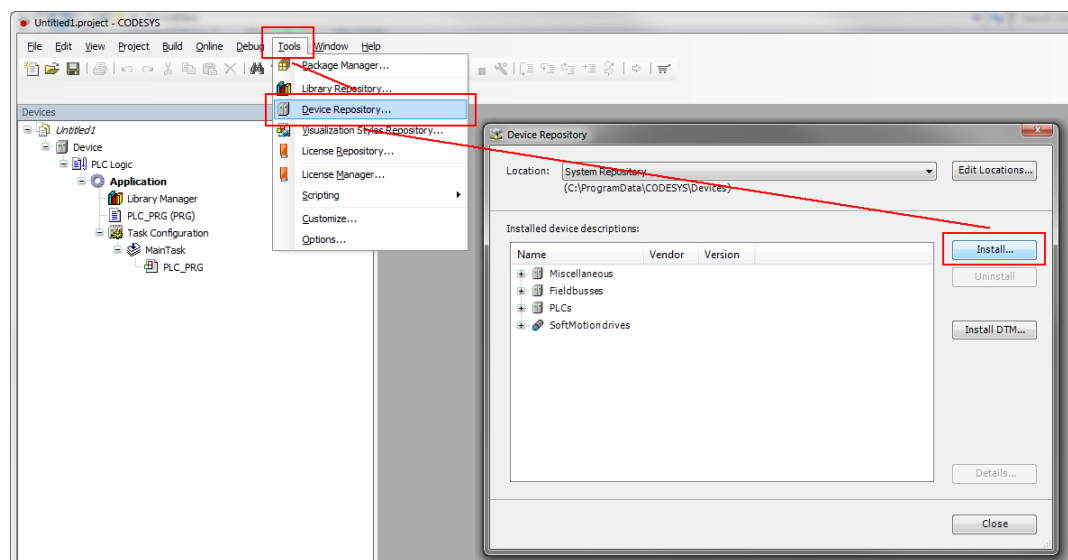 Untitled1.project - CODESYS
File Edit View Project Build Online Debug Tools Window Help
Package Manager...
Library Repository...
Device Repository...
Visualization Styles Repository...
License Repository...
License Manager...
Scripting
Customize...
Options...
Devices
Untitled1
Device
PLC Logic
Application
Library Manager
PLC_PRG (PRG)
Task Configuration
MainTask
PLC_PRG
Device Repository
Location: System Repository Edit Locations...
(C:\ProgramData\CODESYS\Devices)
Installed device descriptions:
Name Vendor Version
Miscellaneous
Fieldbusses
PLCs
SoftMotion drives
Install...
Uninstall
Install DTM...
Details...
Close